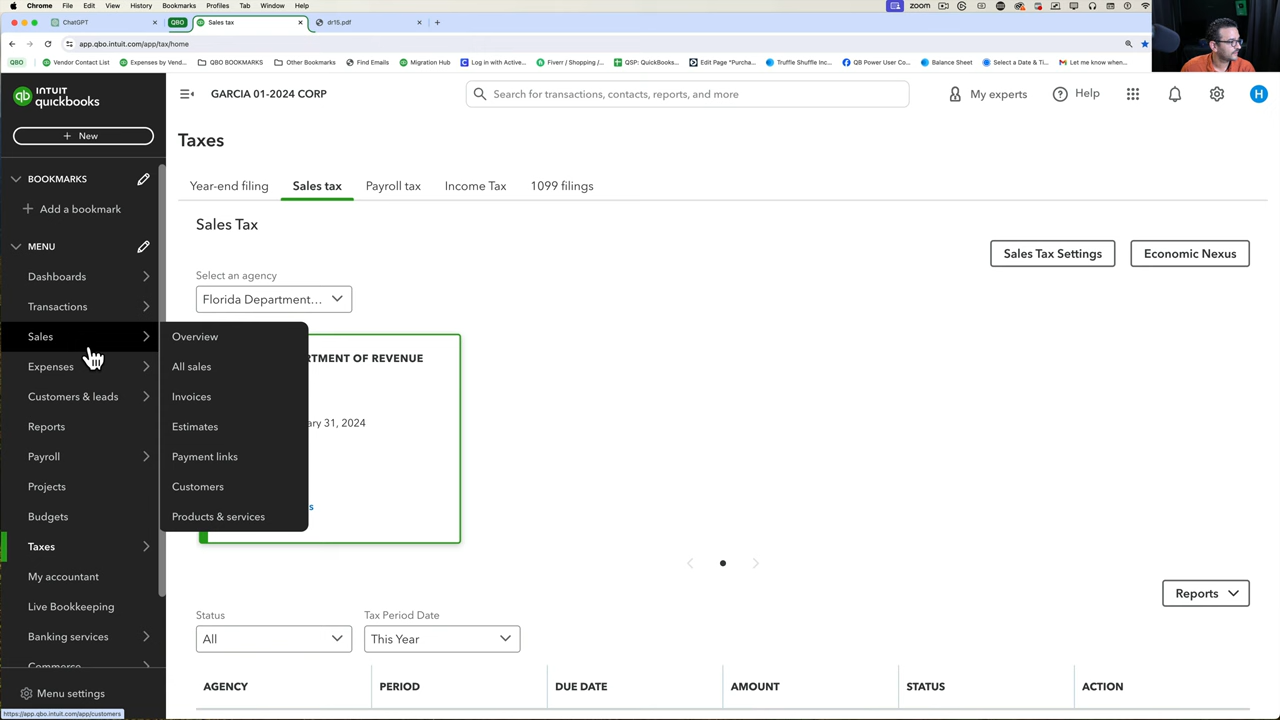 Chrome File Edit View History Bookmarks Profiles Tab Window Help
zoom
ChatGPT
QBO
Sales tax
dr15.pdf
app.qbo.intuit.com/app/tax/home
QBO Vendor Contact List Expenses by Vend... QBO BOOKMARKS Other Bookmarks Find Emails Migration Hub Log in with Active... Fiverr / Shopping /... QSP: QuickBooks... Edit Page "Purcha... Truffle Shuffle Inc... QB Power User Co... Balance Sheet Select a Date & Ti... Let me know when...
INTUIT
quickbooks
GARCIA 01-2024 CORP
Search for transactions, contacts, reports, and more
My experts
Help
H
+ New
BOOKMARKS
+ Add a bookmark
MENU
Dashboards
Transactions
Sales
Expenses
Customers & leads
Reports
Payroll
Projects
Budgets
Taxes
My accountant
Live Bookkeeping
Banking services
Commerce
Menu settings
https://app.qbo.intuit.com/app/customers
Overview
All sales
Invoices
Estimates
Payment links
Customers
Products & services
Taxes
Year-end filing Sales tax Payroll tax Income Tax 1099 filings
Sales Tax
Sales Tax Settings
Economic Nexus
Select an agency
Florida Department...
RTMENT OF REVENUE
ary 31, 2024
s
Reports
Status
All
Tax Period Date
This Year
AGENCY PERIOD DUE DATE AMOUNT STATUS ACTION